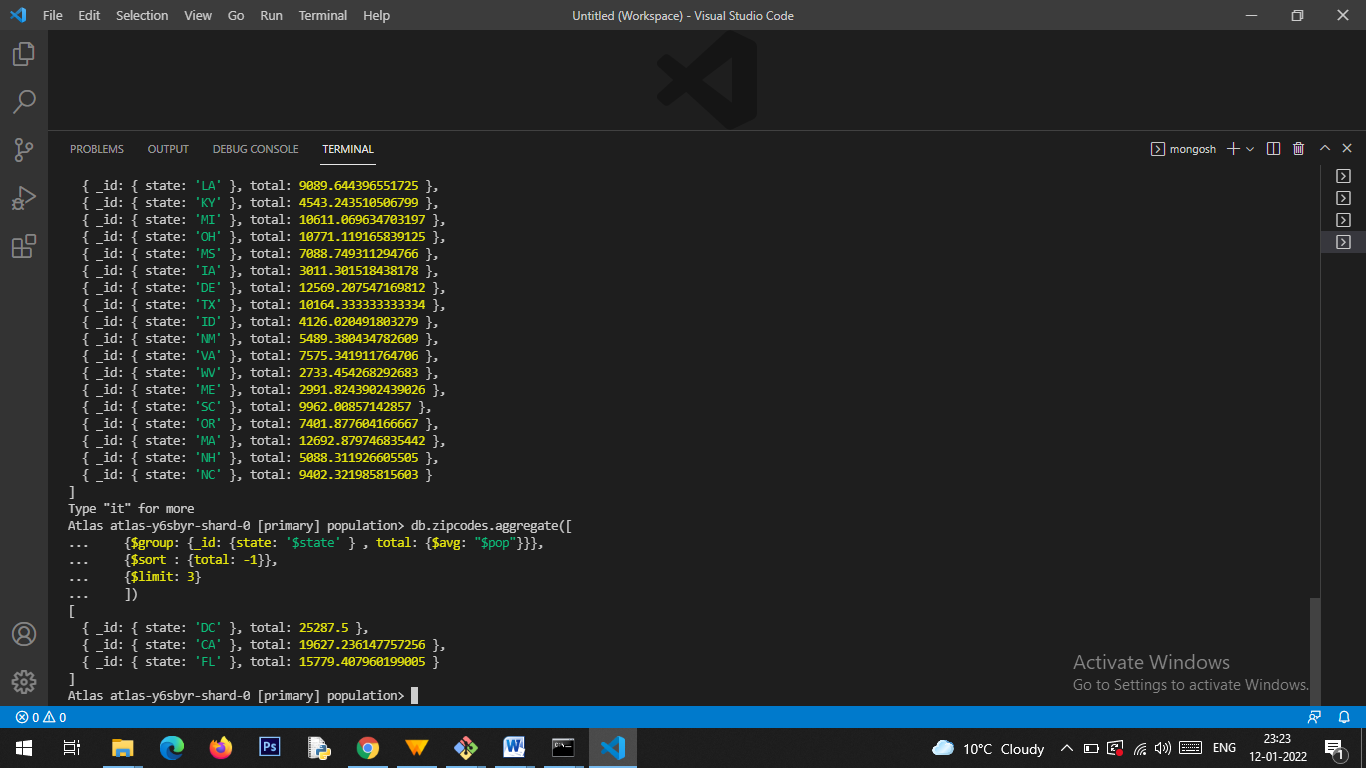 File Edit Selection View Go Run Terminal Help Untitled (Workspace) - Visual Studio Code
PROBLEMS OUTPUT DEBUG CONSOLE TERMINAL mongosh
{ _id: { state: 'LA' }, total: 9089.644396551725 },
{ _id: { state: 'KY' }, total: 4543.243510506799 },
{ _id: { state: 'MI' }, total: 10611.069634703197 },
{ _id: { state: 'OH' }, total: 10771.119165839125 },
{ _id: { state: 'MS' }, total: 7088.749311294766 },
{ _id: { state: 'IA' }, total: 3011.301518438178 },
{ _id: { state: 'DE' }, total: 12569.207547169812 },
{ _id: { state: 'TX' }, total: 10164.333333333334 },
{ _id: { state: 'ID' }, total: 4126.020491803279 },
{ _id: { state: 'NM' }, total: 5489.380434782609 },
{ _id: { state: 'VA' }, total: 7575.341911764706 },
{ _id: { state: 'WV' }, total: 2733.454268292683 },
{ _id: { state: 'ME' }, total: 2991.8243902439026 },
{ _id: { state: 'SC' }, total: 9962.00857142857 },
{ _id: { state: 'OR' }, total: 7401.877604166667 },
{ _id: { state: 'MA' }, total: 12692.879746835442 },
{ _id: { state: 'NH' }, total: 5088.311926605505 },
{ _id: { state: 'NC' }, total: 9402.321985815603 }
]
Type "it" for more
Atlas atlas-y6sbyr-shard-0 [primary] population> db.zipcodes.aggregate([
... {$group: {_id: {state: '$state' } , total: {$avg: "$pop"}}},
... {$sort : {total: -1}},
... {$limit: 3}
... ])
[
{ _id: { state: 'DC' }, total: 25287.5 },
{ _id: { state: 'CA' }, total: 19627.236147757256 },
{ _id: { state: 'FL' }, total: 15779.407960199005 }
]
Atlas atlas-y6sbyr-shard-0 [primary] population>
Activate Windows
Go to Settings to activate Windows.
0 0
Ps W 10°C Cloudy ENG 23:23
12-01-2022 1